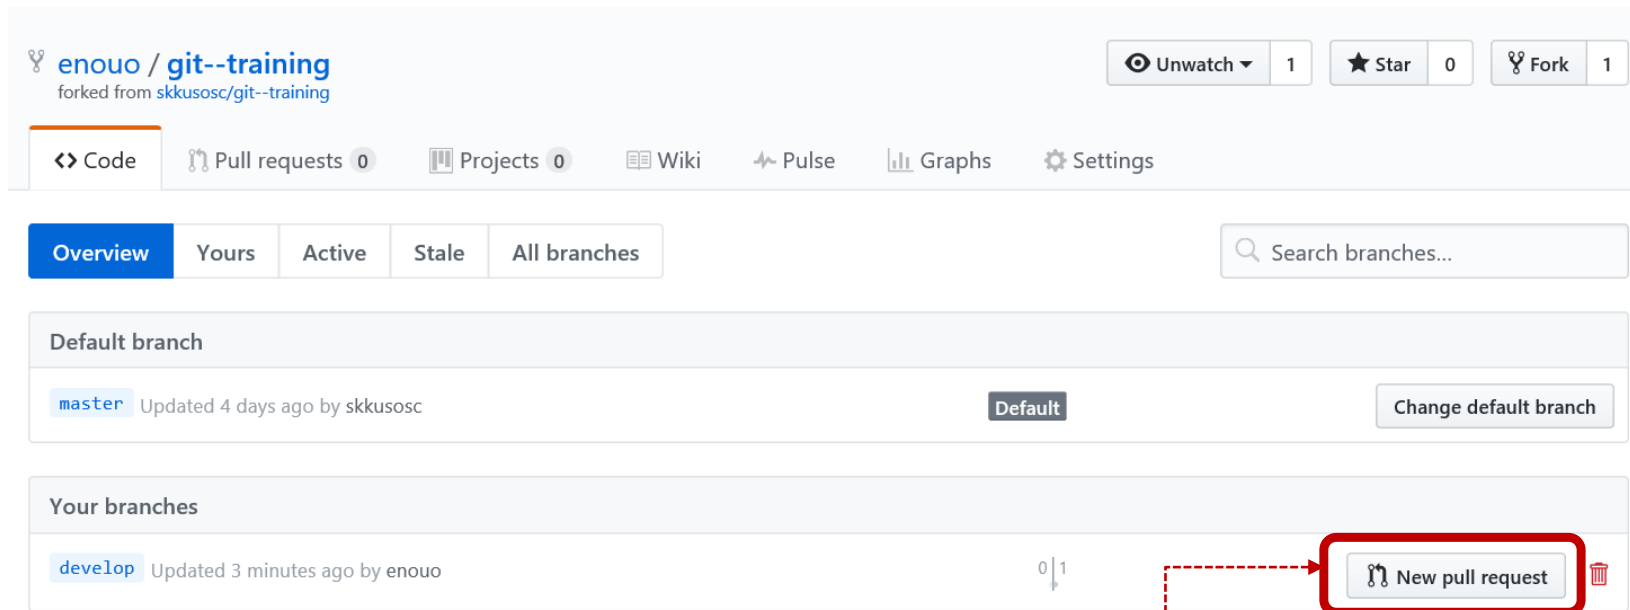 enouo / git--training
Unwatch 1 Star 0 Fork 1
forked from skkusosc/git--training
Code Pull requests 0 Projects 0 Wiki Pulse Graphs Settings
Overview Yours Active Stale All branches Search branches...
Default branch
master Updated 4 days ago by skkusosc Default Change default branch
Your branches
develop Updated 3 minutes ago by enouo 0 1 New pull request